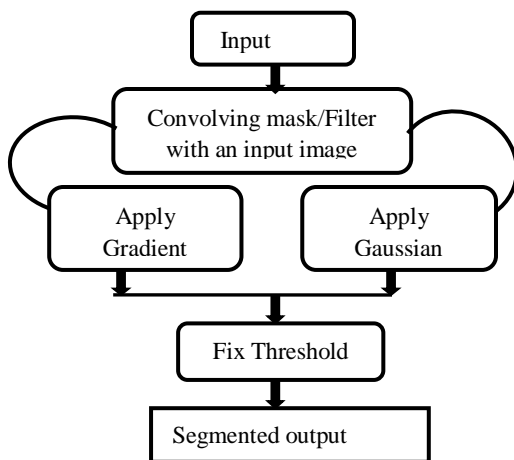 Input
Convolving mask/Filter
with an input image
Apply
Gradient
Apply
Gaussian
Fix Threshold
Segmented output